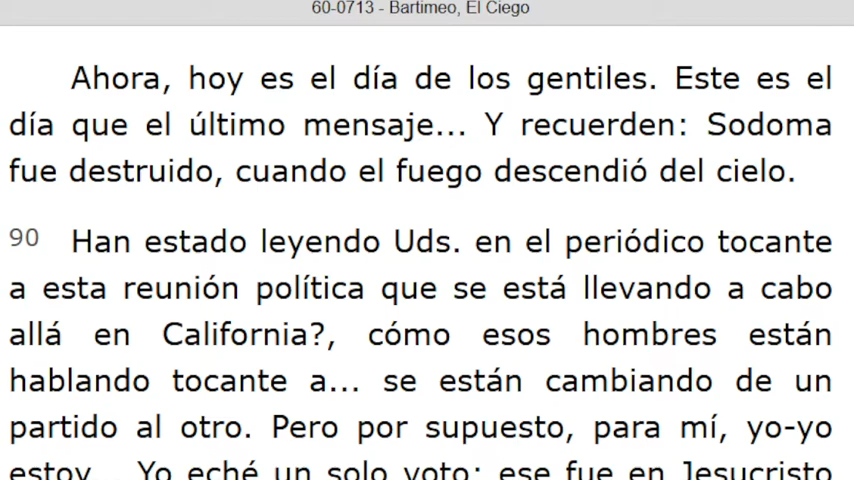 60-0713 - Bartimeo, El Ciego
Ahora, hoy es el día de los gentiles. Este es el
día que el último mensaje... Y recuerden: Sodoma
fue destruido, cuando el fuego descendió del cielo.
90 Han estado leyendo Uds. en el periódico tocante
a esta reunión política que se está llevando a cabo
allá en California?, cómo esos hombres están
hablando tocante a... se están cambiando de un
partido al otro. Pero por supuesto, para mí, yo-yo
estoy... Yo eché un solo voto; ese fue en Jesucristo